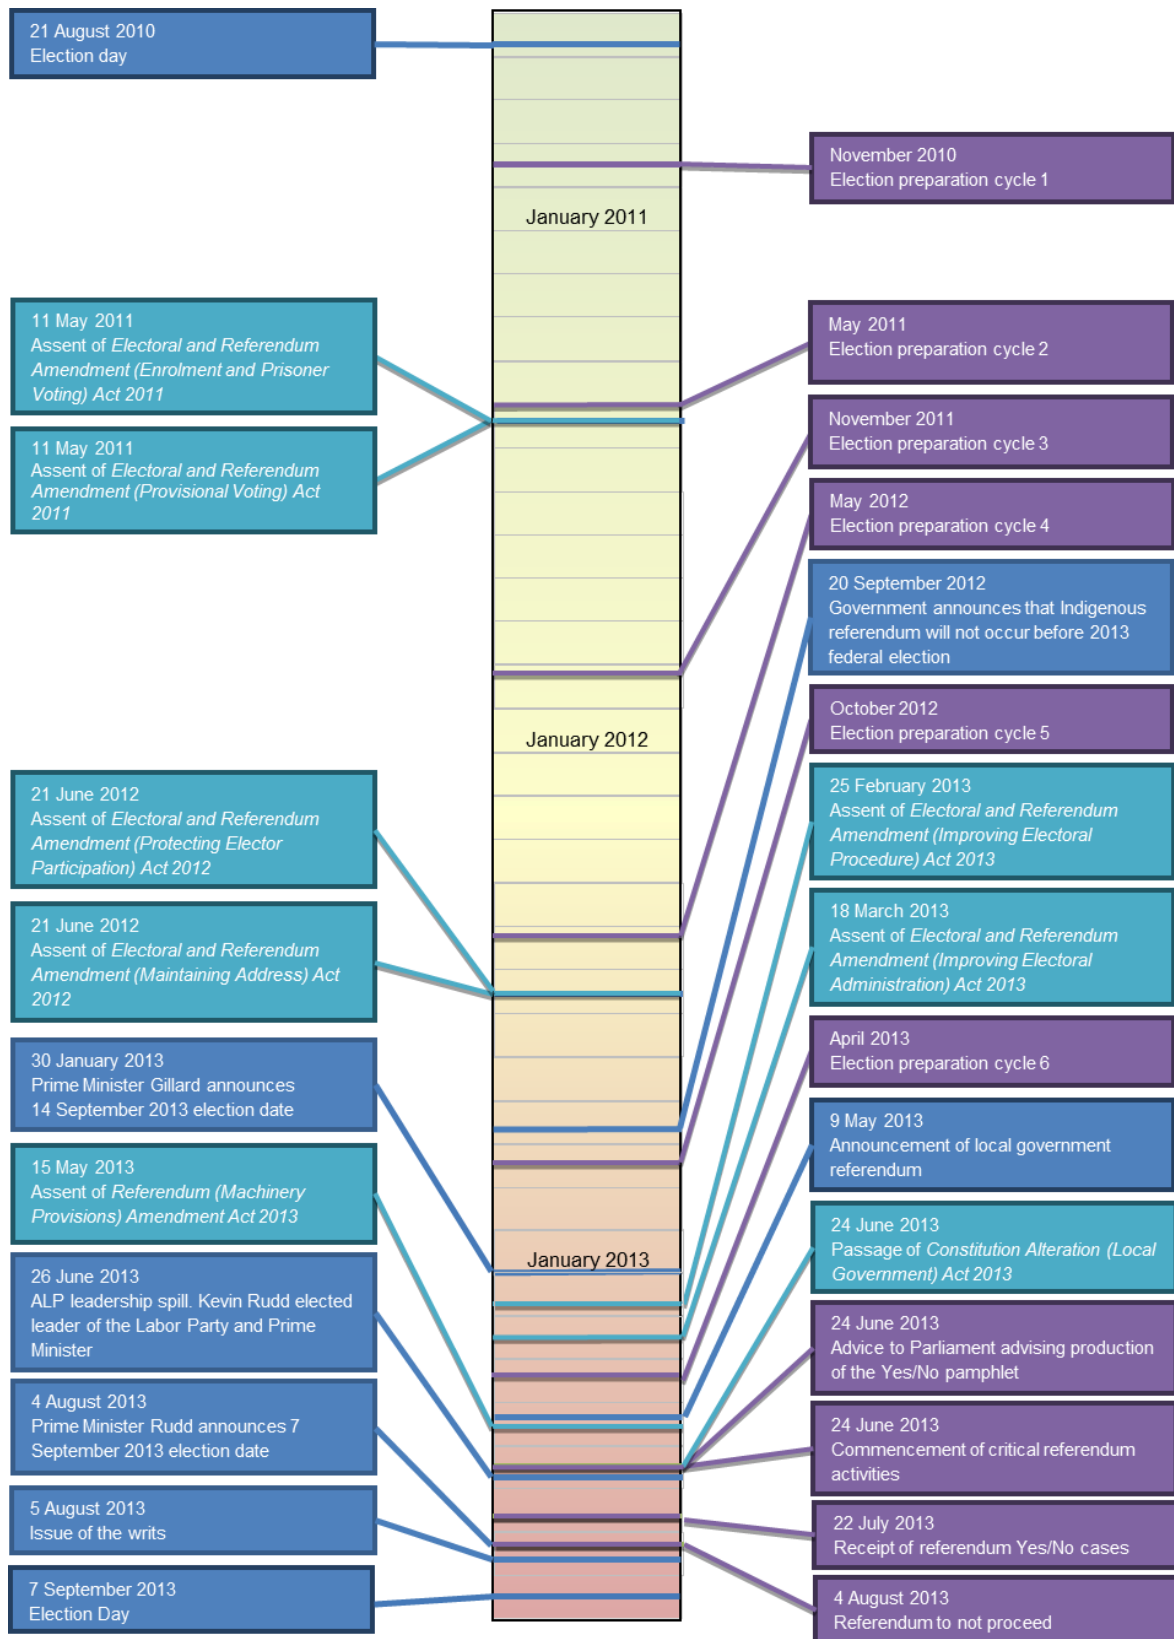 21 August 2010
Election day
November 2010
Election preparation cycle 1
January 2011
11 May 2011
Assent of Electoral and Referendum
Amendment (Enrolment and Prisoner
Voting) Act 2011
11 May 2011
Assent of Electoral and Referendum
Amendment (Provisional Voting) Act
2011
May 2011
Election preparation cycle 2
November 2011
Election preparation cycle 3
May 2012
Election preparation cycle 4
20 September 2012
Government announces that Indigenous
referendum will not occur before 2013
federal election
October 2012
Election preparation cycle 5
January 2012
21 June 2012
Assent of Electoral and Referendum
Amendment (Protecting Elector
Participation) Act 2012
21 June 2012
Assent of Electoral and Referendum
Amendment (Maintaining Address) Act
2012
25 February 2013
Assent of Electoral and Referendum
Amendment (Improving Electoral
Procedure) Act 2013
18 March 2013
Assent of Electoral and Referendum
Amendment (Improving Electoral
Administration) Act 2013
30 January 2013
Prime Minister Gillard announces
14 September 2013 election date
April 2013
Election preparation cycle 6
9 May 2013
Announcement of local government
referendum
15 May 2013
Assent of Referendum (Machinery
Provisions) Amendment Act 2013
January 2013
24 June 2013
Passage of Constitution Alteration (Local
Government) Act 2013
26 June 2013
ALP leadership spill. Kevin Rudd elected
leader of the Labor Party and Prime
Minister
24 June 2013
Advice to Parliament advising production
of the Yes/No pamphlet
4 August 2013
Prime Minister Rudd announces 7
September 2013 election date
24 June 2013
Commencement of critical referendum
activities
5 August 2013
Issue of the writs
22 July 2013
Receipt of referendum Yes/No cases
7 September 2013
Election Day
4 August 2013
Referendum to not proceed